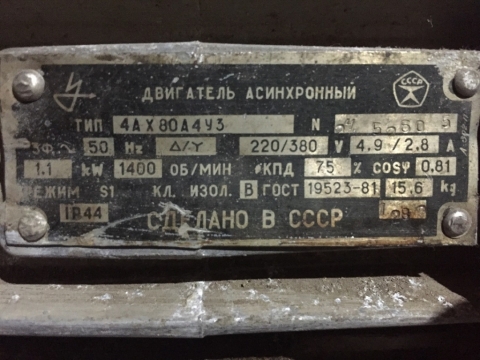 СССР
ДВИГАТЕЛЬ АСИНХРОННЫЙ
ТИП 4АХ80А4У3 N
3Ф. ~ 50 Hz Δ/Y 220/380 V 4.9/2.8 A
1.1 kW 1400 ОБ/МИН КПД 75 % COSφ 0,81
РЕЖИМ S1 КЛ. ИЗОЛ. В ГОСТ 19523-81 15,6 kg
IP44 СДЕЛАНО В СССР